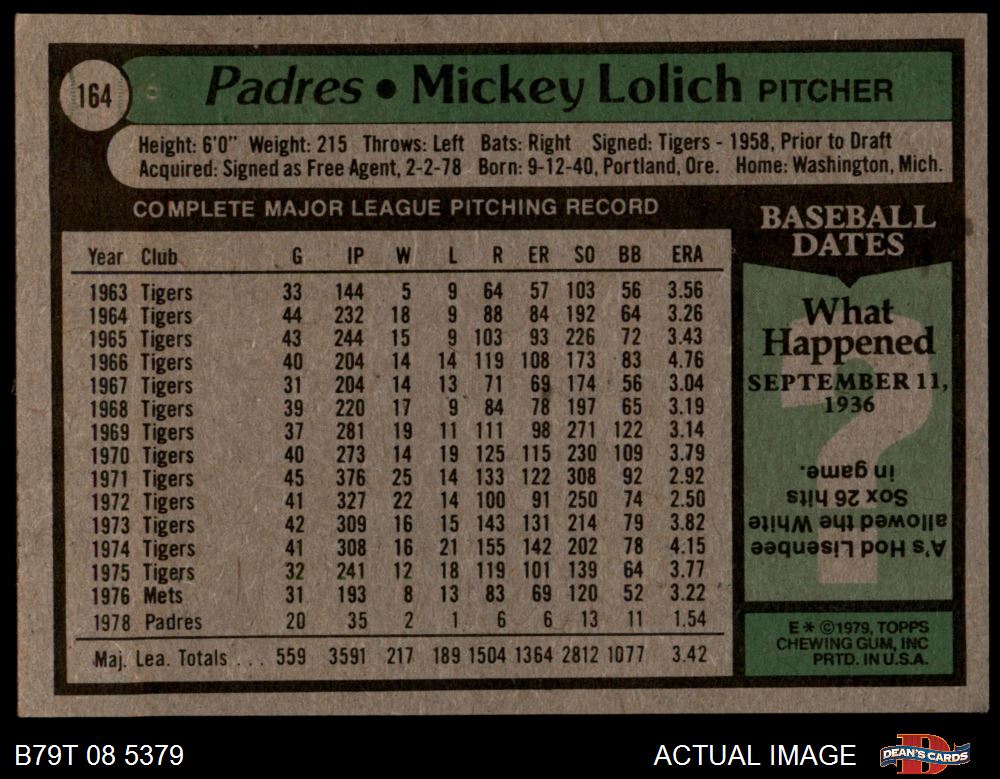 164
Padres • Mickey Lolich PITCHER
Height: 6'0" Weight: 215 Throws: Left Bats: Right Signed: Tigers - 1958, Prior to Draft
Acquired: Signed as Free Agent, 2-2-78 Born: 9-12-40, Portland, Ore. Home: Washington, Mich.
COMPLETE MAJOR LEAGUE PITCHING RECORD
Year Club G IP W L R ER SO BB ERA
1963 Tigers 33 144 5 9 64 57 103 56 3.56
1964 Tigers 44 232 18 9 88 84 192 64 3.26
1965 Tigers 43 244 15 9 103 93 226 72 3.43
1966 Tigers 40 204 14 14 119 108 173 83 4.76
1967 Tigers 31 204 14 13 71 69 174 56 3.04
1968 Tigers 39 220 17 9 84 78 197 65 3.19
1969 Tigers 37 281 19 11 111 98 271 122 3.14
1970 Tigers 40 273 14 19 125 115 230 109 3.79
1971 Tigers 45 376 25 14 133 122 308 92 2.92
1972 Tigers 41 327 22 14 100 91 250 74 2.50
1973 Tigers 42 309 16 15 143 131 214 79 3.82
1974 Tigers 41 308 16 21 155 142 202 78 4.15
1975 Tigers 32 241 12 18 119 101 139 64 3.77
1976 Mets 31 193 8 13 83 69 120 52 3.22
1978 Padres 20 35 2 1 6 6 13 11 1.54
Maj. Lea. Totals . . . 559 3591 217 189 1504 1364 2812 1077 3.42
BASEBALL
DATES
What
Happened
SEPTEMBER 11,
1936
?
A's Hod Lisenbee
allowed the White
Sox 26 hits
in game.
E * ©1979, TOPPS
CHEWING GUM, INC
PRTD. IN U.S.A.
B79T 08 5379
ACTUAL IMAGE
D
DEAN'S CARDS